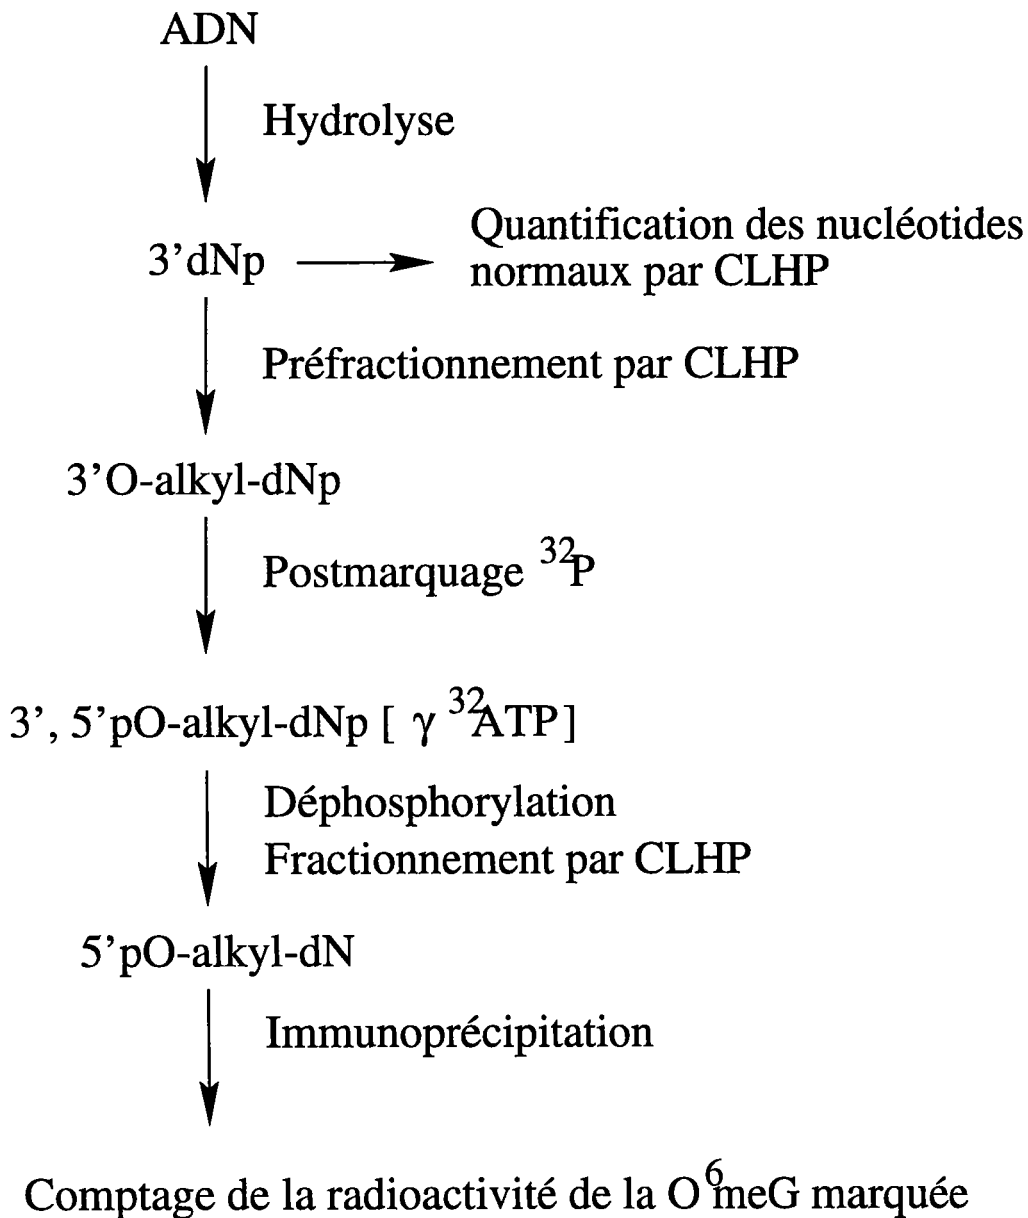 ADN
Hydrolyse
3’dNp
Quantification des nucléotides
normaux par CLHP
Préfractionnement par CLHP
3’O-alkyl-dNp
Postmarquage ³²P
3’, 5’pO-alkyl-dNp [ γ ³²ATP ]
Déphosphorylation
Fractionnement par CLHP
5’pO-alkyl-dN
Immunoprécipitation
Comptage de la radioactivité de la O⁶meG marquée